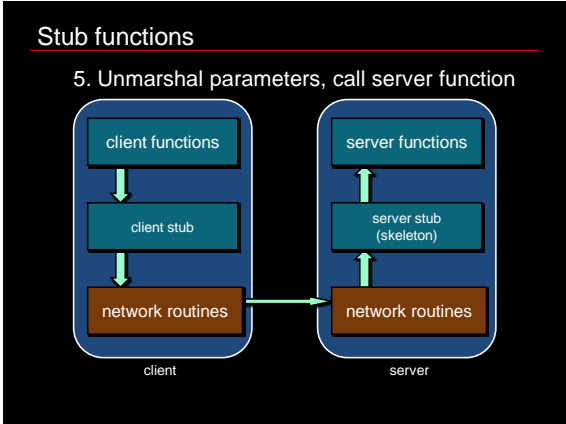 Stub functions
5. Unmarshal parameters, call server function
client functions
client stub
network routines
client
server functions
server stub
(skeleton)
network routines
server